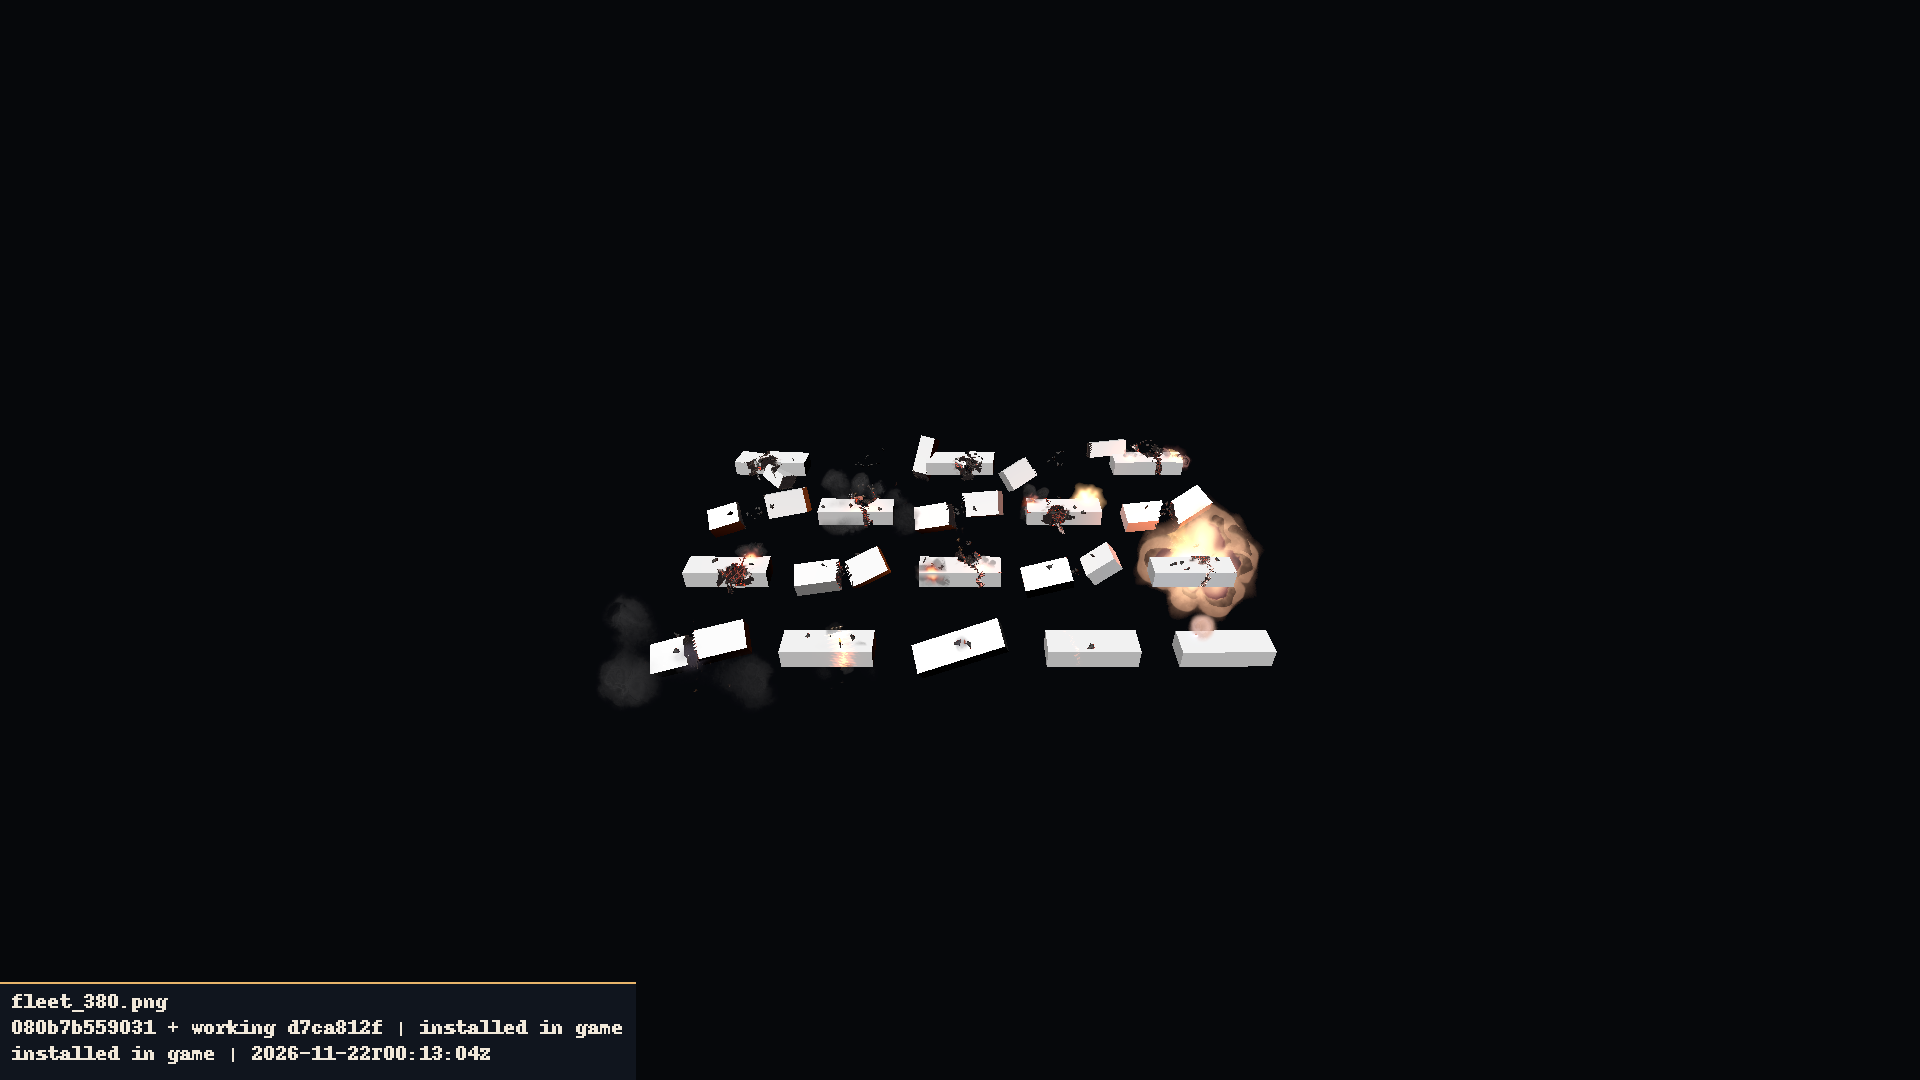 fleet_380.png
080b7b559031 + working d7ca812f | installed in game
installed in game | 2026-11-22T00:13:04Z